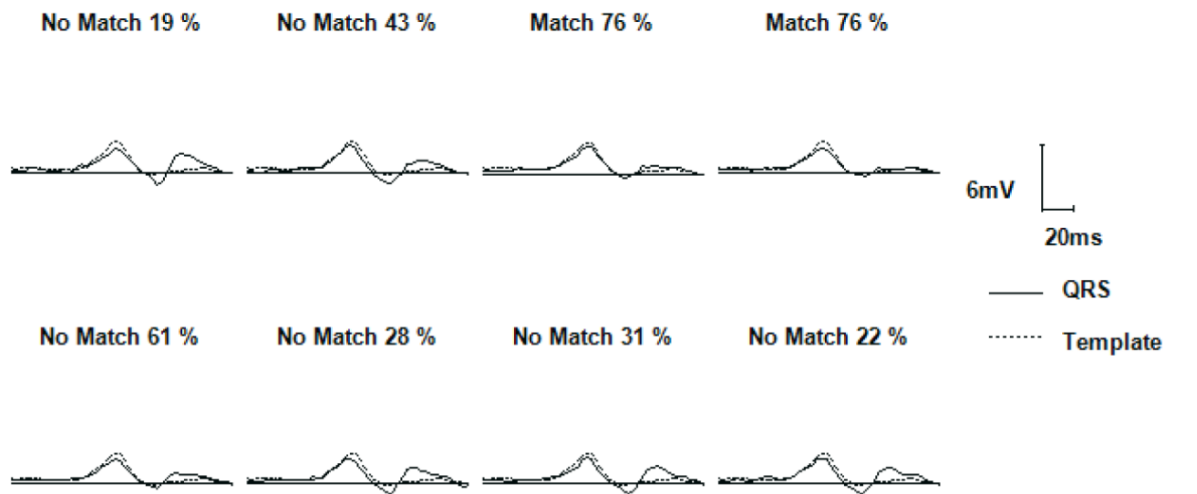 No Match 19 % No Match 43 % Match 76 % Match 76 %
6mV
20ms
QRS
No Match 61 % No Match 28 % No Match 31 % No Match 22 %
Template